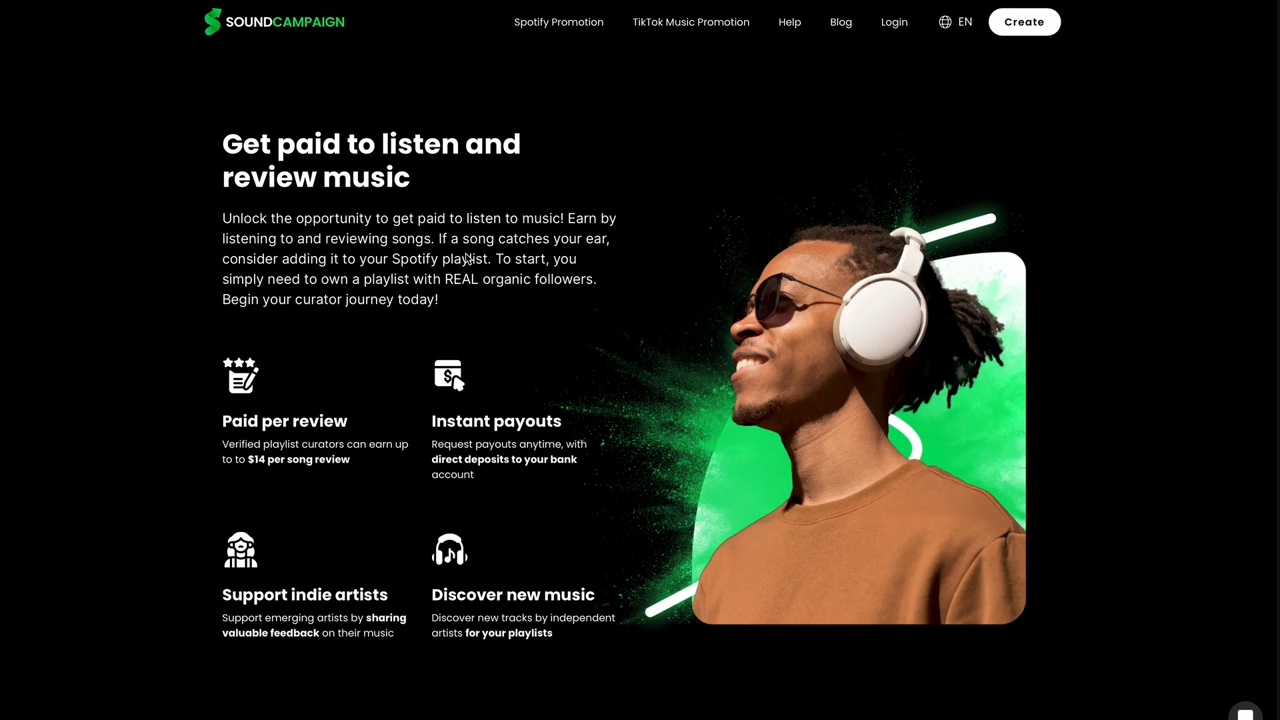 SOUNDCAMPAIGN
Spotify Promotion
TikTok Music Promotion
Help
Blog
Login
EN
Create
Get paid to listen and
review music
Unlock the opportunity to get paid to listen to music! Earn by
listening to and reviewing songs. If a song catches your ear,
consider adding it to your Spotify playlist. To start, you
simply need to own a playlist with REAL organic followers.
Begin your curator journey today!
Paid per review
Verified playlist curators can earn up
to to $14 per song review
Instant payouts
Request payouts anytime, with
direct deposits to your bank
account
Support indie artists
Support emerging artists by sharing
valuable feedback on their music
Discover new music
Discover new tracks by independent
artists for your playlists